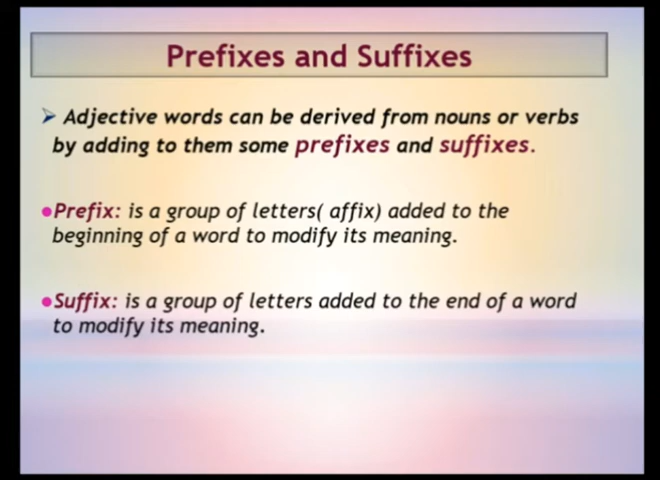 Prefixes and Suffixes
➢ Adjective words can be derived from nouns or verbs
by adding to them some prefixes and suffixes.
•Prefix: is a group of letters( affix) added to the
beginning of a word to modify its meaning.
•Suffix: is a group of letters added to the end of a word
to modify its meaning.